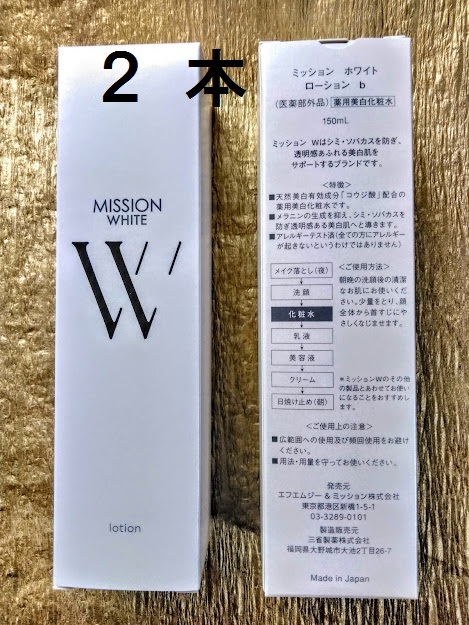 2 本
MISSION
WHITE
W
lotion
ミッション ホワイト
ローション b
(医薬部外品) 薬用美白化粧水
150mL
ミッション Wはシミ・ソバカスを防ぎ、
透明感あふれる美白肌を
サポートするブランドです。
<特徴>
■天然美白有効成分「コウジ酸」配合の
薬用美白化粧水です。
■メラニンの生成を抑え、シミ・ソバカスを
防ぎ透明感ある美白肌へと導きます。
■アレルギーテスト済(全ての方にアレルギー
が起きないというわけではありません)
メイク落とし(夜)
洗顔
化粧水
乳液
美容液
クリーム
日焼け止め(朝)
<ご使用方法>
朝晩の洗顔後の清潔
なお肌にお使いくだ
さい。少量をとり、顔
全体から首すじにや
さしくなじませます。
*ミッションWのその他
の製品とあわせてお使い
になることをおすすめし
ます。
<ご使用上の注意>
■広範囲への使用及び頻回使用をお避け
ください。
■用法・用量を守ってお使いください。
発売元
エフエムジー&ミッション株式会社
東京都港区新橋1-5-1
03-3289-0101
製造販売元
三省製薬株式会社
福岡県大野城市大池2丁目26-7
Made in Japan